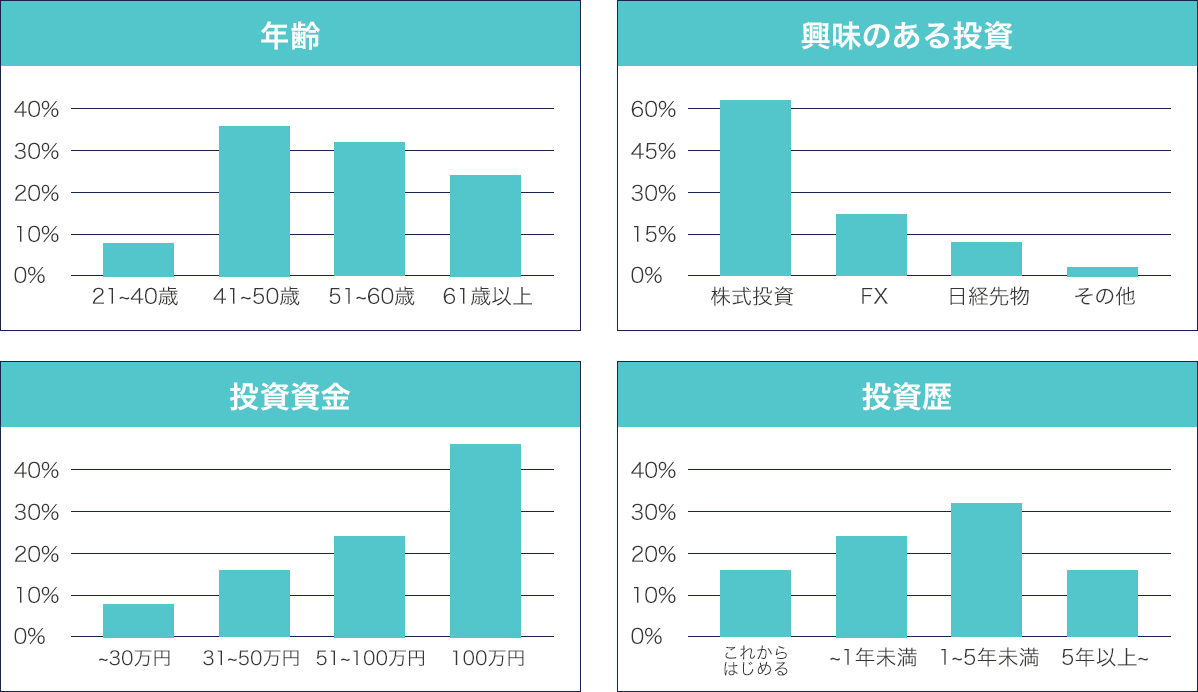 年齢
40%
30%
20%
10%
0%
21~40歳 41~50歳 51~60歳 61歳以上
興味のある投資
60%
45%
30%
15%
0%
株式投資 FX 日経先物 その他
投資資金
40%
30%
20%
10%
0%
~30万円 31~50万円 51~100万円 100万円
投資歴
40%
30%
20%
10%
0%
これから
はじめる ~1年未満 1~5年未満 5年以上~